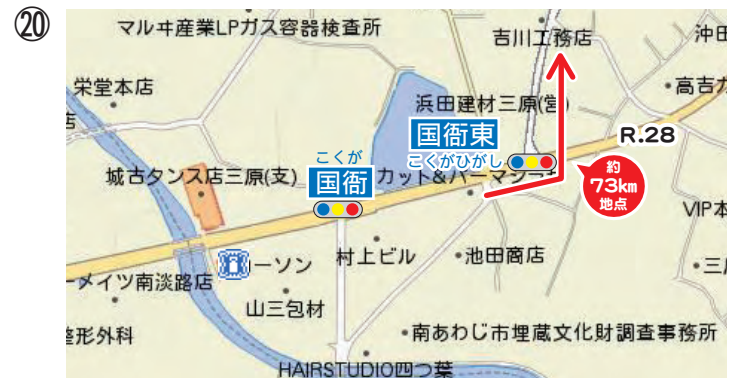 ⑳
マルヰ産業LPガス容器検査所
吉川工務店
沖田
栄堂本店
高吉
浜田建材三原(営)
国衙東
こくがひがし
R.28
こくが
国衙
城古タンス店三原(支)
カット&パーマ
約
73km
地点
VIP本
ーソン
村上ビル
池田商店
ーメイツ南淡路店
山三包材
整形外科
南あわじ市埋蔵文化財調査事務所
HAIRSTUDIO四つ葉